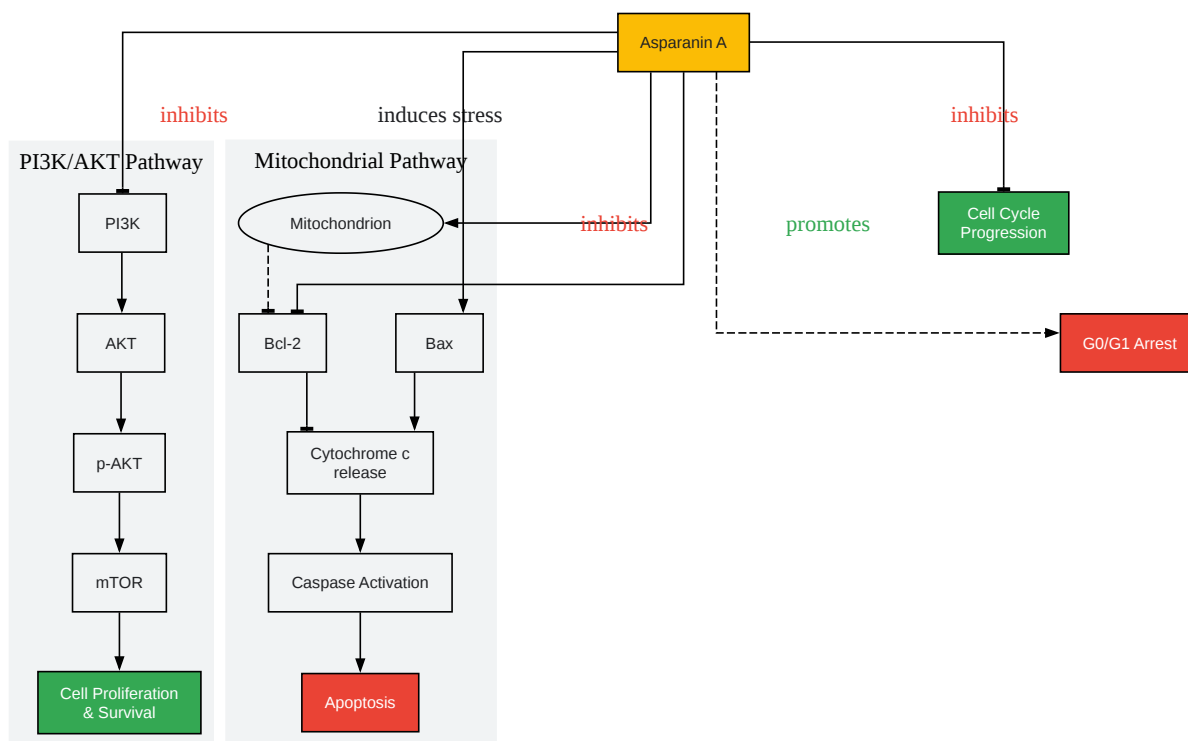 Asparanin A
inhibits
induces stress
inhibits
PI3K/AKT Pathway
Mitochondrial Pathway
PI3K
Mitochondrion
inhibits
promotes
Cell Cycle
Progression
AKT
Bcl-2
Bax
G0/G1 Arrest
p-AKT
Cytochrome c
release
mTOR
Caspase Activation
Cell Proliferation
& Survival
Apoptosis